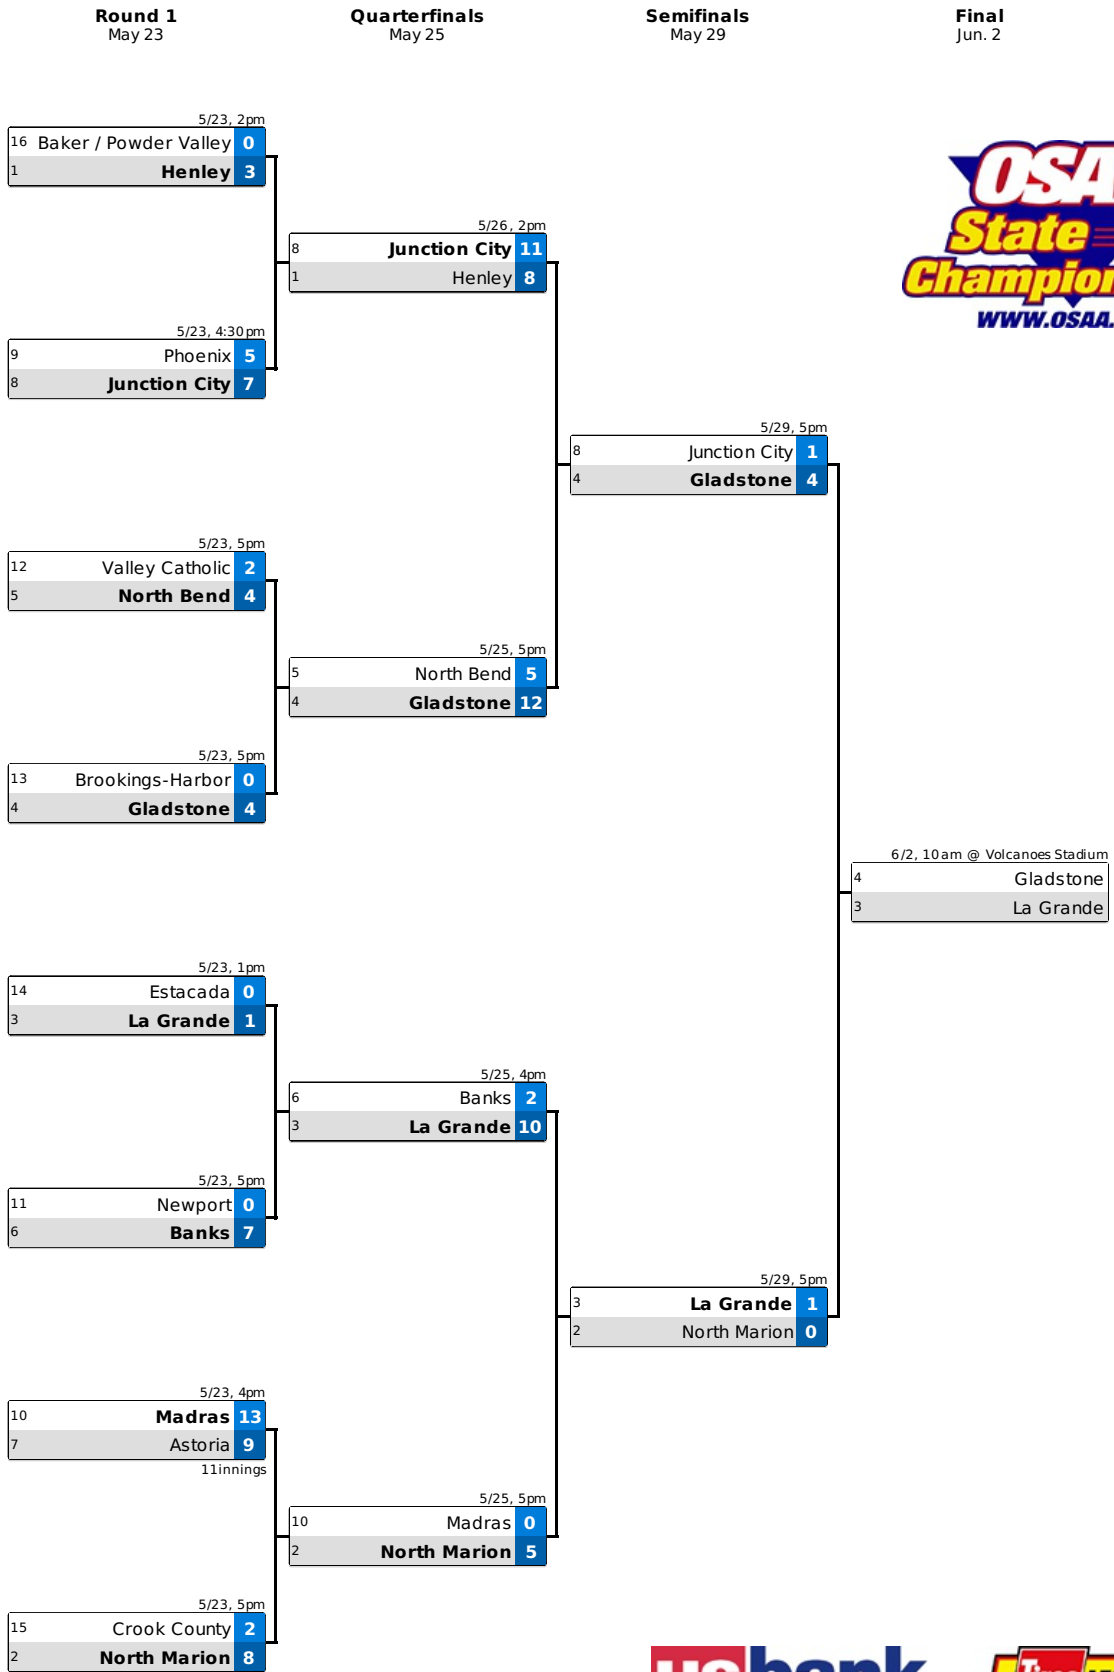 Round 1
May 23
Quarterfinals
May 25
Semifinals
May 29
Final
Jun. 2
5/23, 2pm
16 Baker / Powder Valley 0
1 Henley 3
OSA
State
Champion
WWW.OSAA.
5/26, 2pm
8 Junction City 11
1 Henley 8
5/23, 4:30pm
9 Phoenix 5
8 Junction City 7
5/29, 5pm
8 Junction City 1
4 Gladstone 4
5/23, 5pm
12 Valley Catholic 2
5 North Bend 4
5/25, 5pm
5 North Bend 5
4 Gladstone 12
5/23, 5pm
13 Brookings-Harbor 0
4 Gladstone 4
6/2, 10am @ Volcanoes Stadium
4 Gladstone
3 La Grande
5/23, 1pm
14 Estacada 0
3 La Grande 1
5/25, 4pm
6 Banks 2
3 La Grande 10
5/23, 5pm
11 Newport 0
6 Banks 7
5/29, 5pm
3 La Grande 1
2 North Marion 0
5/23, 4pm
10 Madras 13
7 Astoria 9
11innings
5/25, 5pm
10 Madras 0
2 North Marion 5
5/23, 5pm
15 Crook County 2
2 North Marion 8
usbank